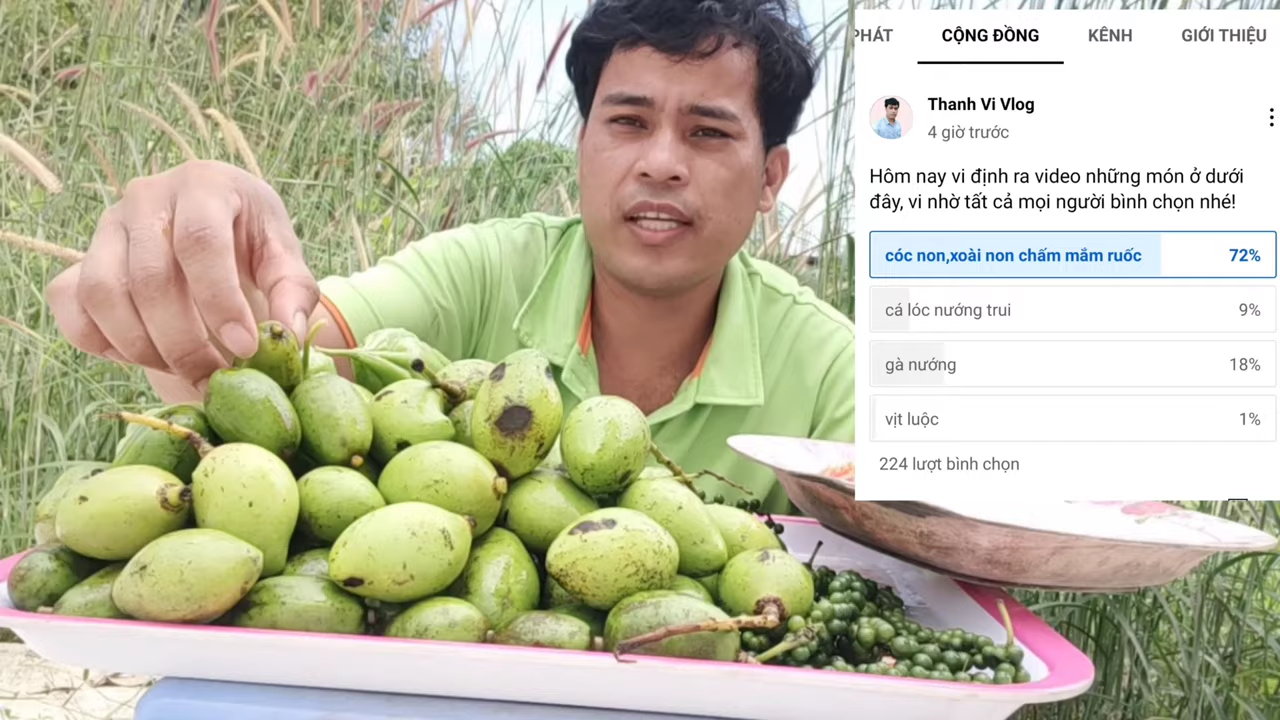 PHÁT CỘNG ĐỒNG KÊNH GIỚI THIỆU
Thanh Vi Vlog
4 giờ trước
Hôm nay vi định ra video những món ở dưới
đây, vi nhờ tất cả mọi người bình chọn nhé!
cóc non,xoài non chấm mắm ruốc 72%
cá lóc nướng trui 9%
gà nướng 18%
vịt luộc 1%
224 lượt bình chọn